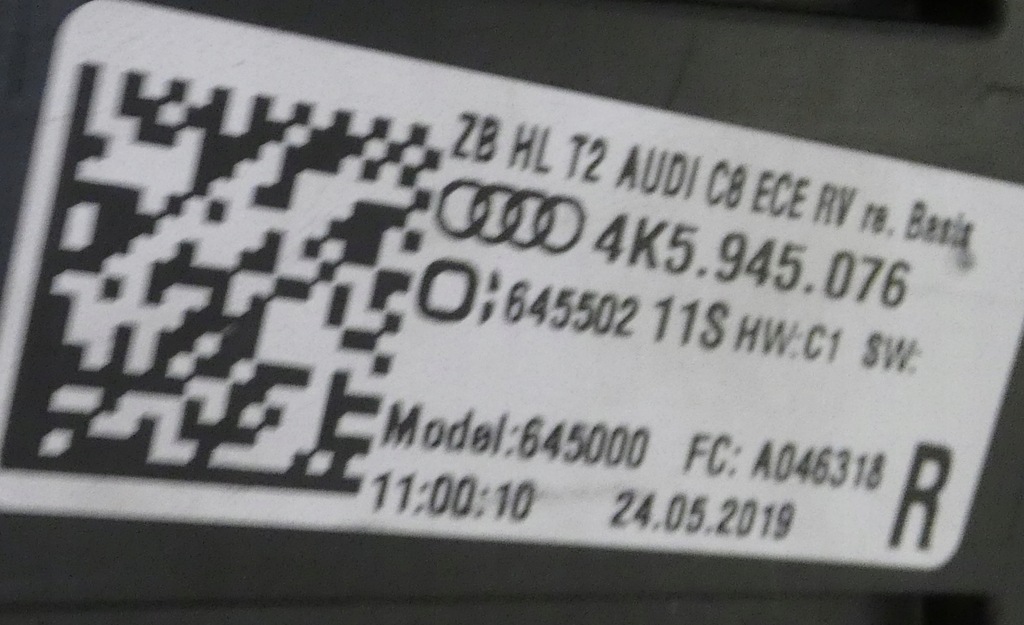 ZB HL T2 AUDI C8 ECE RV re. Basis
4K5.945.076
O; 645502 11S HW:C1 SW:
Model:645000 FC: A046318
11:00:10 24.05.2019 R